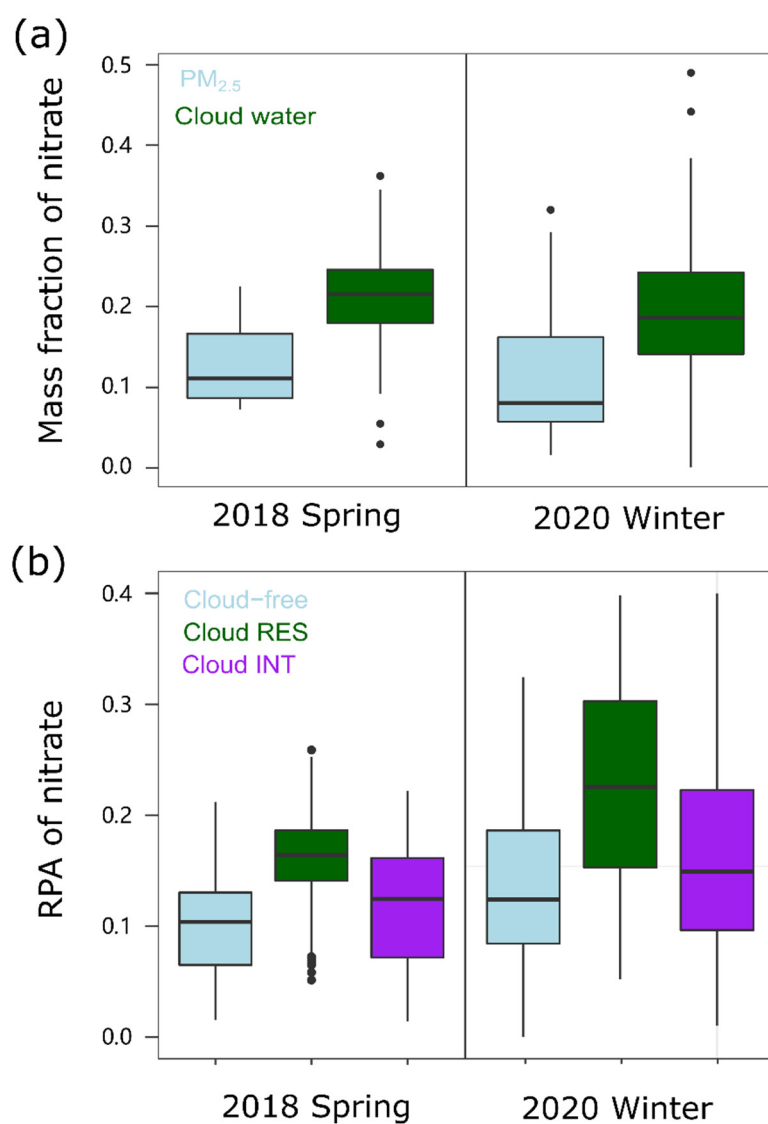 (a)
Mass fraction of nitrate
0.5
0.4
0.3
0.2
0.1
0.0
PM2.5
Cloud water
2018 Spring
2020 Winter
(b)
RPA of nitrate
0.4
0.3
0.2
0.1
0.0
Cloud-free
Cloud RES
Cloud INT
2018 Spring
2020 Winter